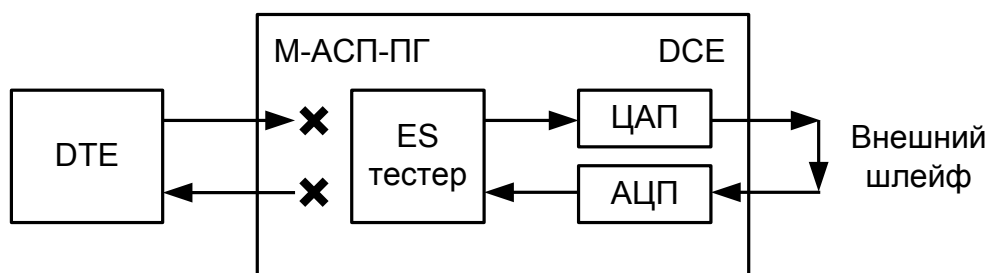 М-АСП-ПГ
DCE
DTE
ES
тестер
ЦАП
АЦП
Внешний
шлейф